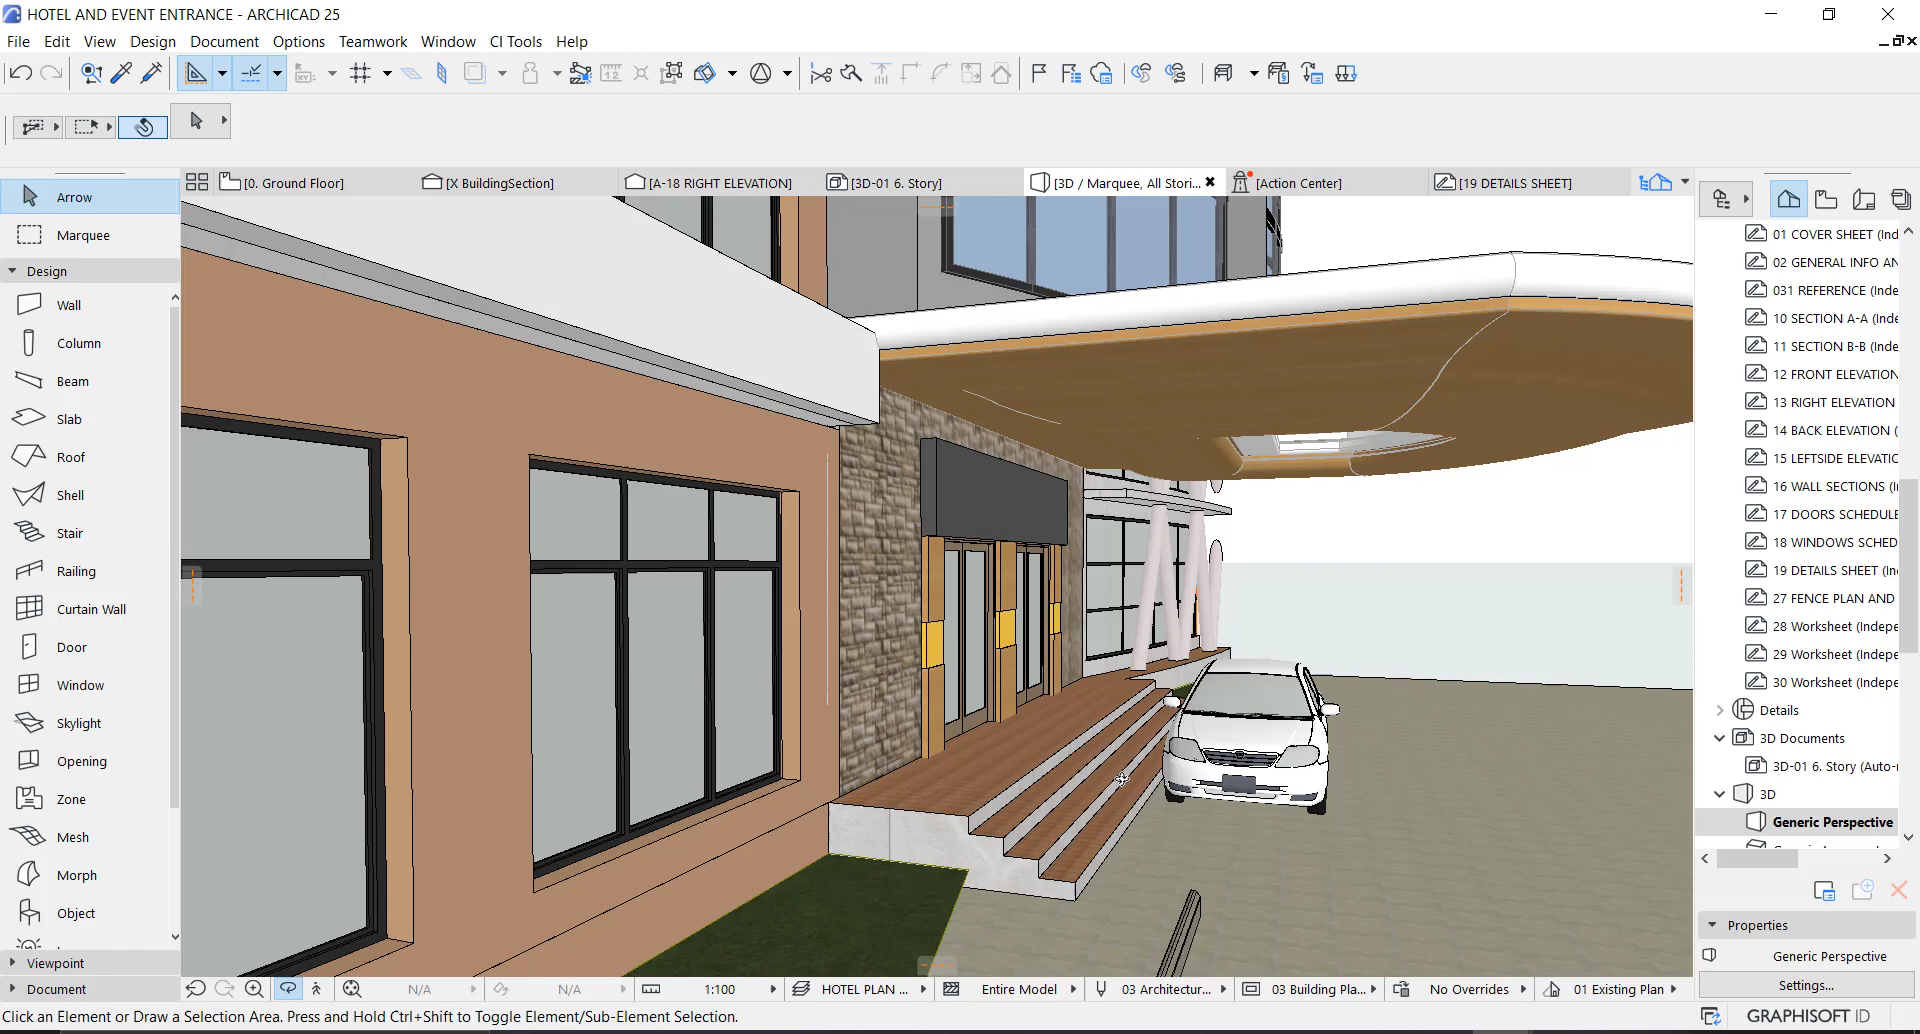 HOTEL AND EVENT ENTRANCE - ARCHICAD 25
File Edit View Design Document Options Teamwork Window CI Tools Help
[0. Ground Floor] [X BuildingSection] [A-18 RIGHT ELEVATION] [3D-01 6. Story] [3D / Marquee, All Stori... [Action Center] [19 DETAILS SHEET]
Arrow
Marquee
Design
Wall
Column
Beam
Slab
Roof
Shell
Stair
Railing
Curtain Wall
Door
Window
Skylight
Opening
Zone
Mesh
Morph
Object
Viewpoint
Document
01 COVER SHEET (Ind
02 GENERAL INFO AN
031 REFERENCE (Inde
10 SECTION A-A (Inde
11 SECTION B-B (Inde
12 FRONT ELEVATION
13 RIGHT ELEVATION
14 BACK ELEVATION (
15 LEFTSIDE ELEVATIO
16 WALL SECTIONS (I
17 DOORS SCHEDULE
18 WINDOWS SCHED
19 DETAILS SHEET (In
27 FENCE PLAN AND
28 Worksheet (Indepe
29 Worksheet (Indepe
30 Worksheet (Indepe
Details
3D Documents
3D-01 6. Story (Auto-
3D
Generic Perspective
Properties
Generic Perspective
Settings...
N/A N/A 1:100 HOTEL PLAN ... Entire Model 03 Architectur... 03 Building Pla... No Overrides 01 Existing Plan
Click an Element or Draw a Selection Area. Press and Hold Ctrl+Shift to Toggle Element/Sub-Element Selection.
GRAPHISOFT ID